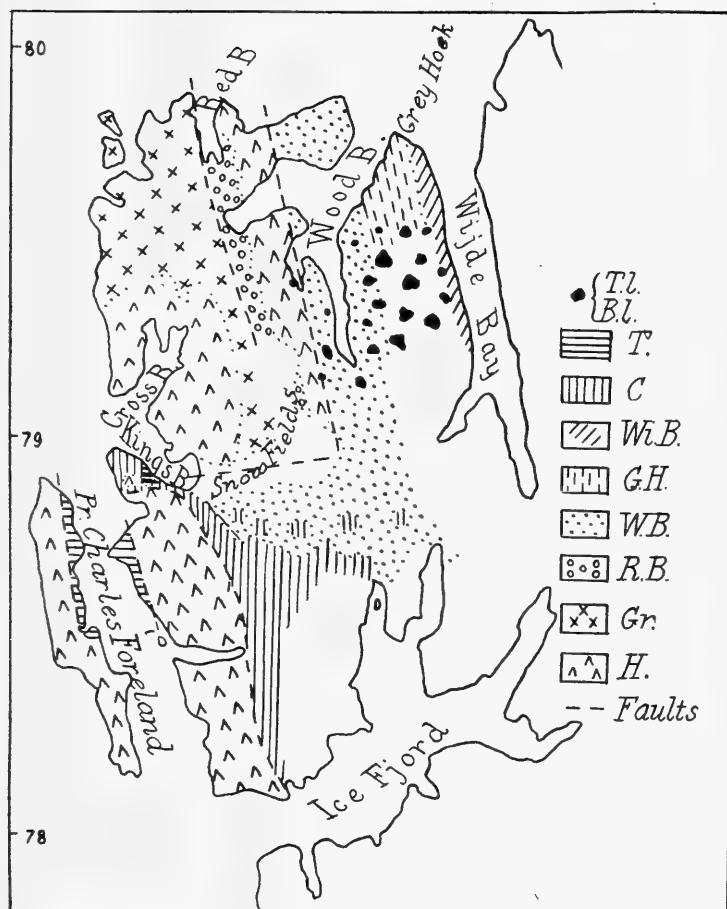 80
Red B
Grey Hook
Wood B.
Wijde Bay
T.l.
B.l.
T.
C
Wi.B.
G.H.
W.B.
R.B.
Gr.
H.
Faults
79
Cross B
Kings B
Snow Fields
Pr. Charles Foreland
Ice Fjord
78